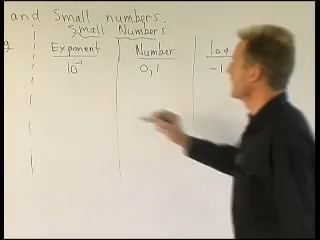 and Small numbers.
Small Numbers
g Exponent Number log
10⁻¹ 0,1 -1